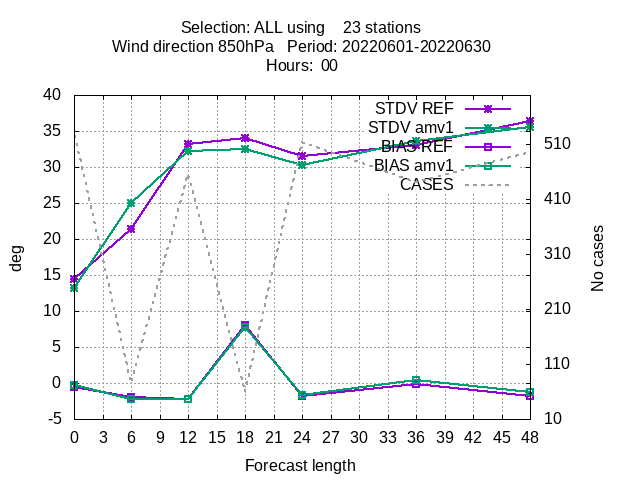 Selection: ALL using    23 stations
Wind direction 850hPa   Period: 20220601-20220630
Hours:  00
40
35
30
25
20
15
10
5
0
-5
deg
STDV REF
STDV amv1
BIAS REF
BIAS amv1
CASES
510
410
310
210
110
10
No cases
0 3 6 9 12 15 18 21 24 27 30 33 36 39 42 45 48
Forecast length